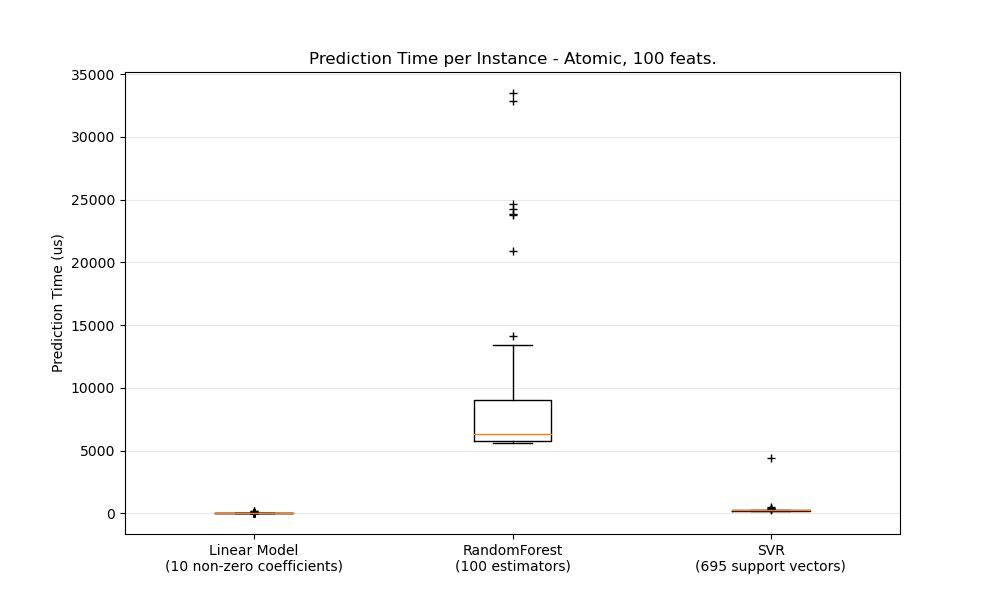 Prediction Time per Instance - Atomic, 100 feats.
Prediction Time (us)
35000
30000
25000
20000
15000
10000
5000
0
Linear Model
(10 non-zero coefficients)
RandomForest
(100 estimators)
SVR
(695 support vectors)